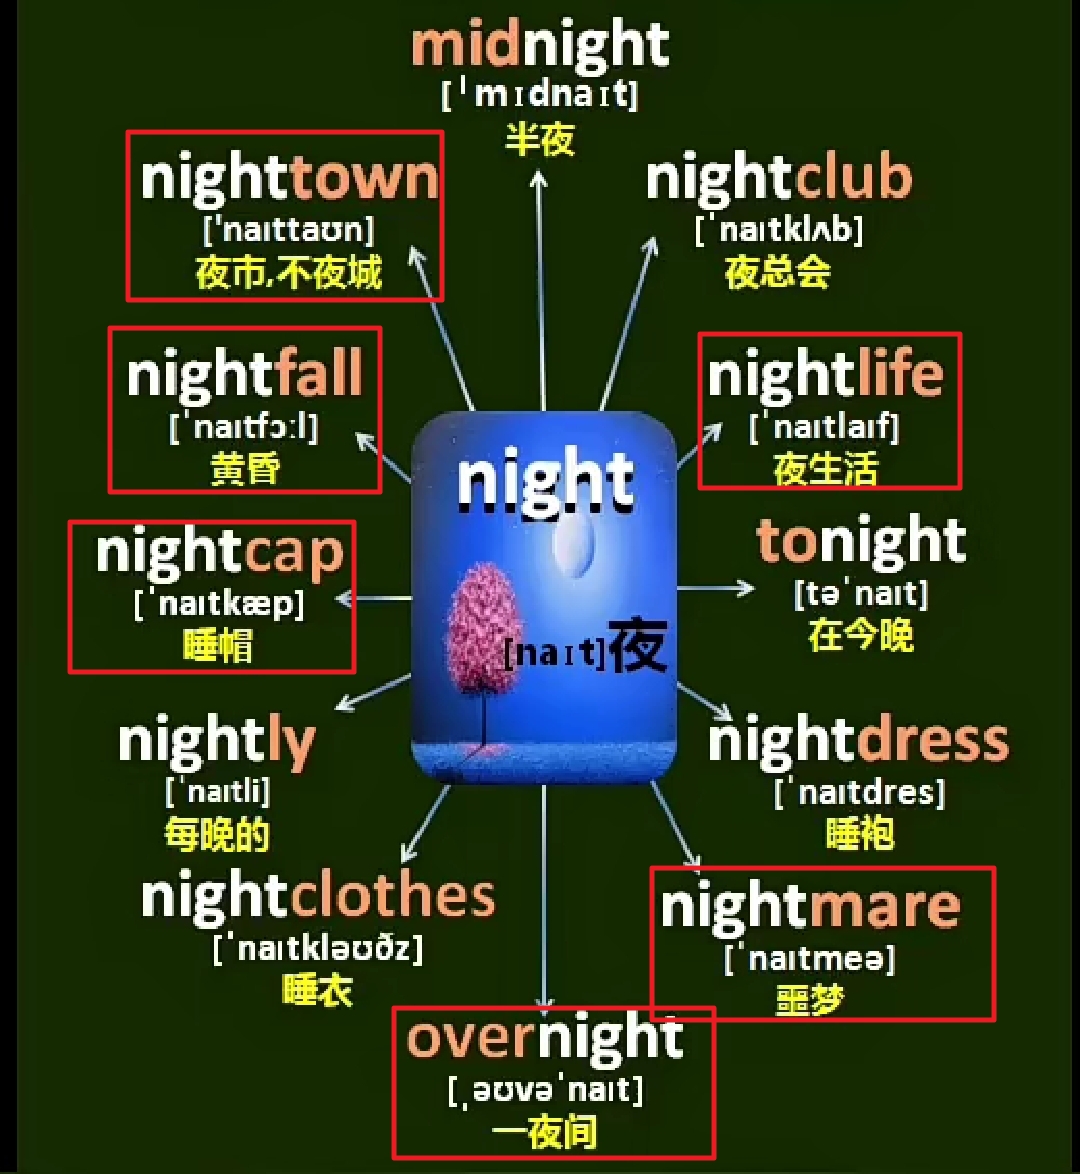 midnight
[ˈmɪdnaɪt]
半夜
nighttown
[ˈnaɪttaʊn]
夜市,不夜城
nightclub
[ˈnaɪtklʌb]
夜总会
nightfall
[ˈnaɪtfɔːl]
黄昏
nightlife
[ˈnaɪtlaɪf]
夜生活
night
[naɪt]夜
nightcap
[ˈnaɪtkæp]
睡帽
tonight
[təˈnaɪt]
在今晚
nightly
[ˈnaɪtli]
每晚的
nightdress
[ˈnaɪtdres]
睡袍
nightclothes
[ˈnaɪtkləʊðz]
睡衣
nightmare
[ˈnaɪtmeə]
噩梦
overnight
[ˌəʊvəˈnaɪt]
一夜间